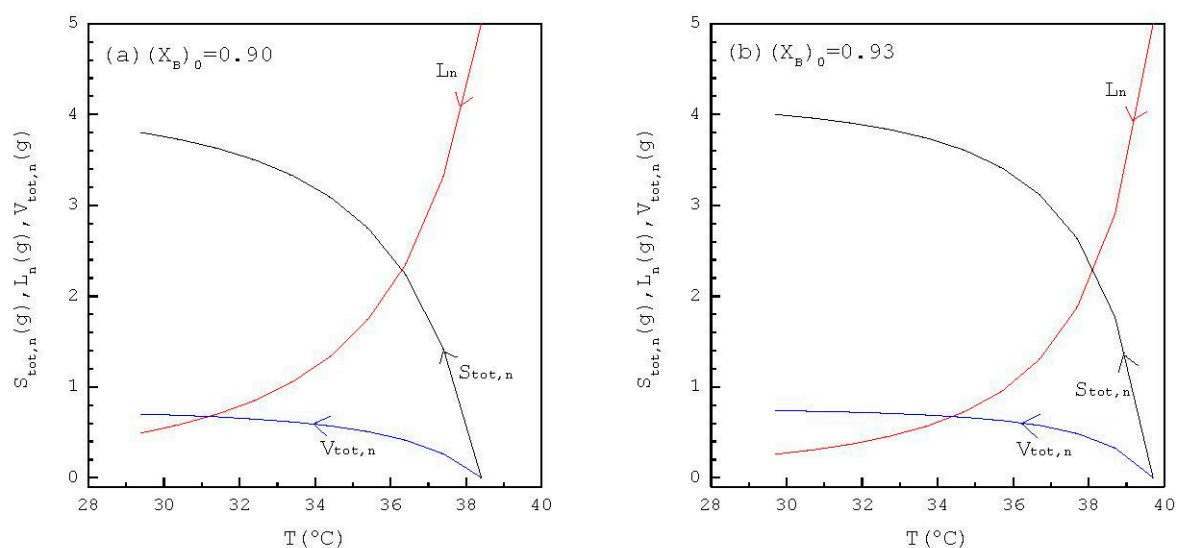 (a)(X_B)_0=0.90
L_n
S_tot,n
V_tot,n
5
4
3
2
1
0
28
30
32
34
36
38
40
T(°C)
S_tot,n(g),L_n(g),V_tot,n(g)
(b)(X_B)_0=0.93
L_n
S_tot,n
V_tot,n
5
4
3
2
1
0
28
30
32
34
36
38
40
T(°C)
S_tot,n(g),L_n(g),V_tot,n(g)